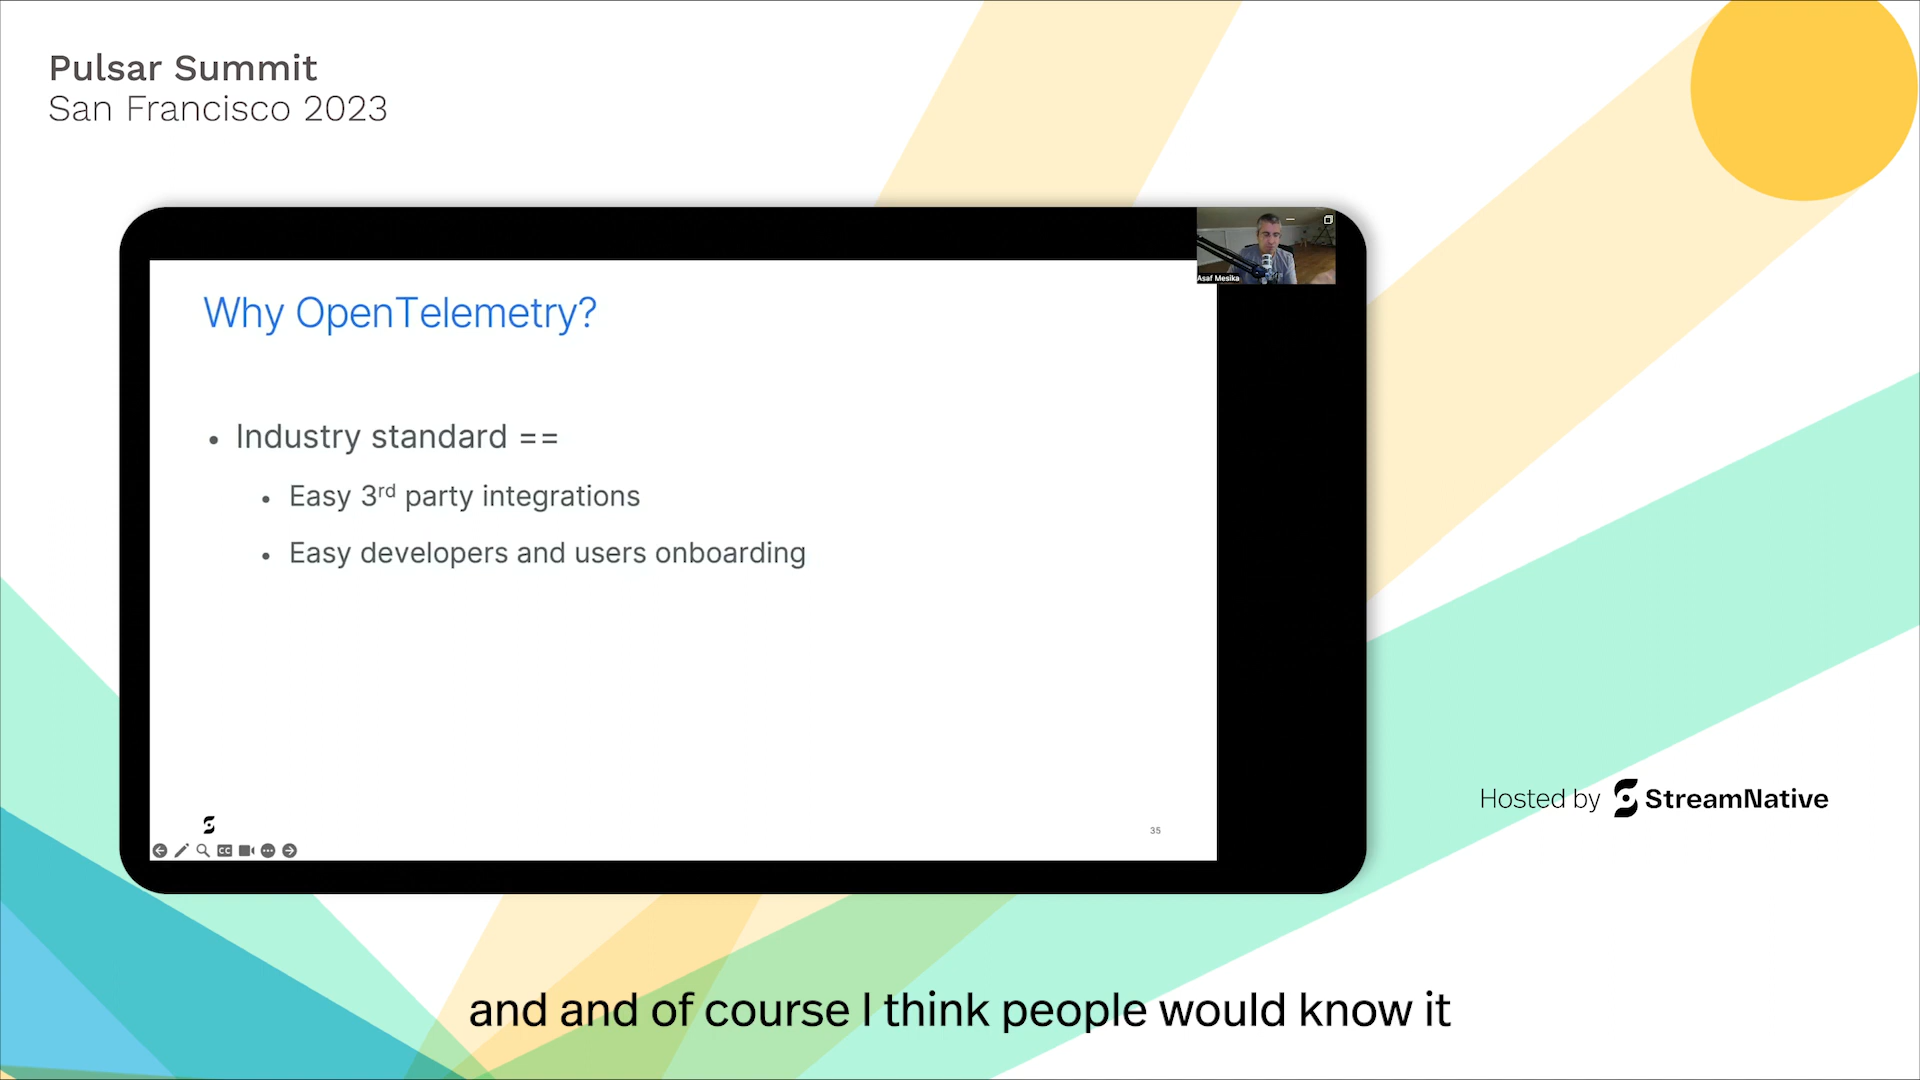 Pulsar Summit
San Francisco 2023
Asaf Mesika
Why OpenTelemetry?
• Industry standard ==
• Easy 3rd party integrations
• Easy developers and users onboarding
35
CC
Hosted by StreamNative
and and of course I think people would know it